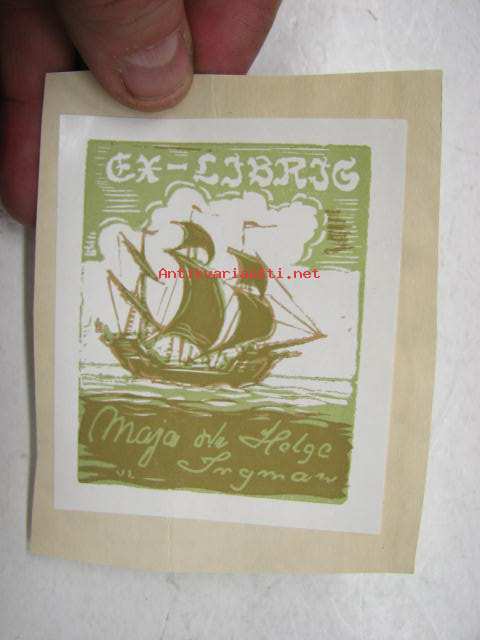 EX-LIBRIS
Antikvariaatti.net
Maja och Helge
Ingman